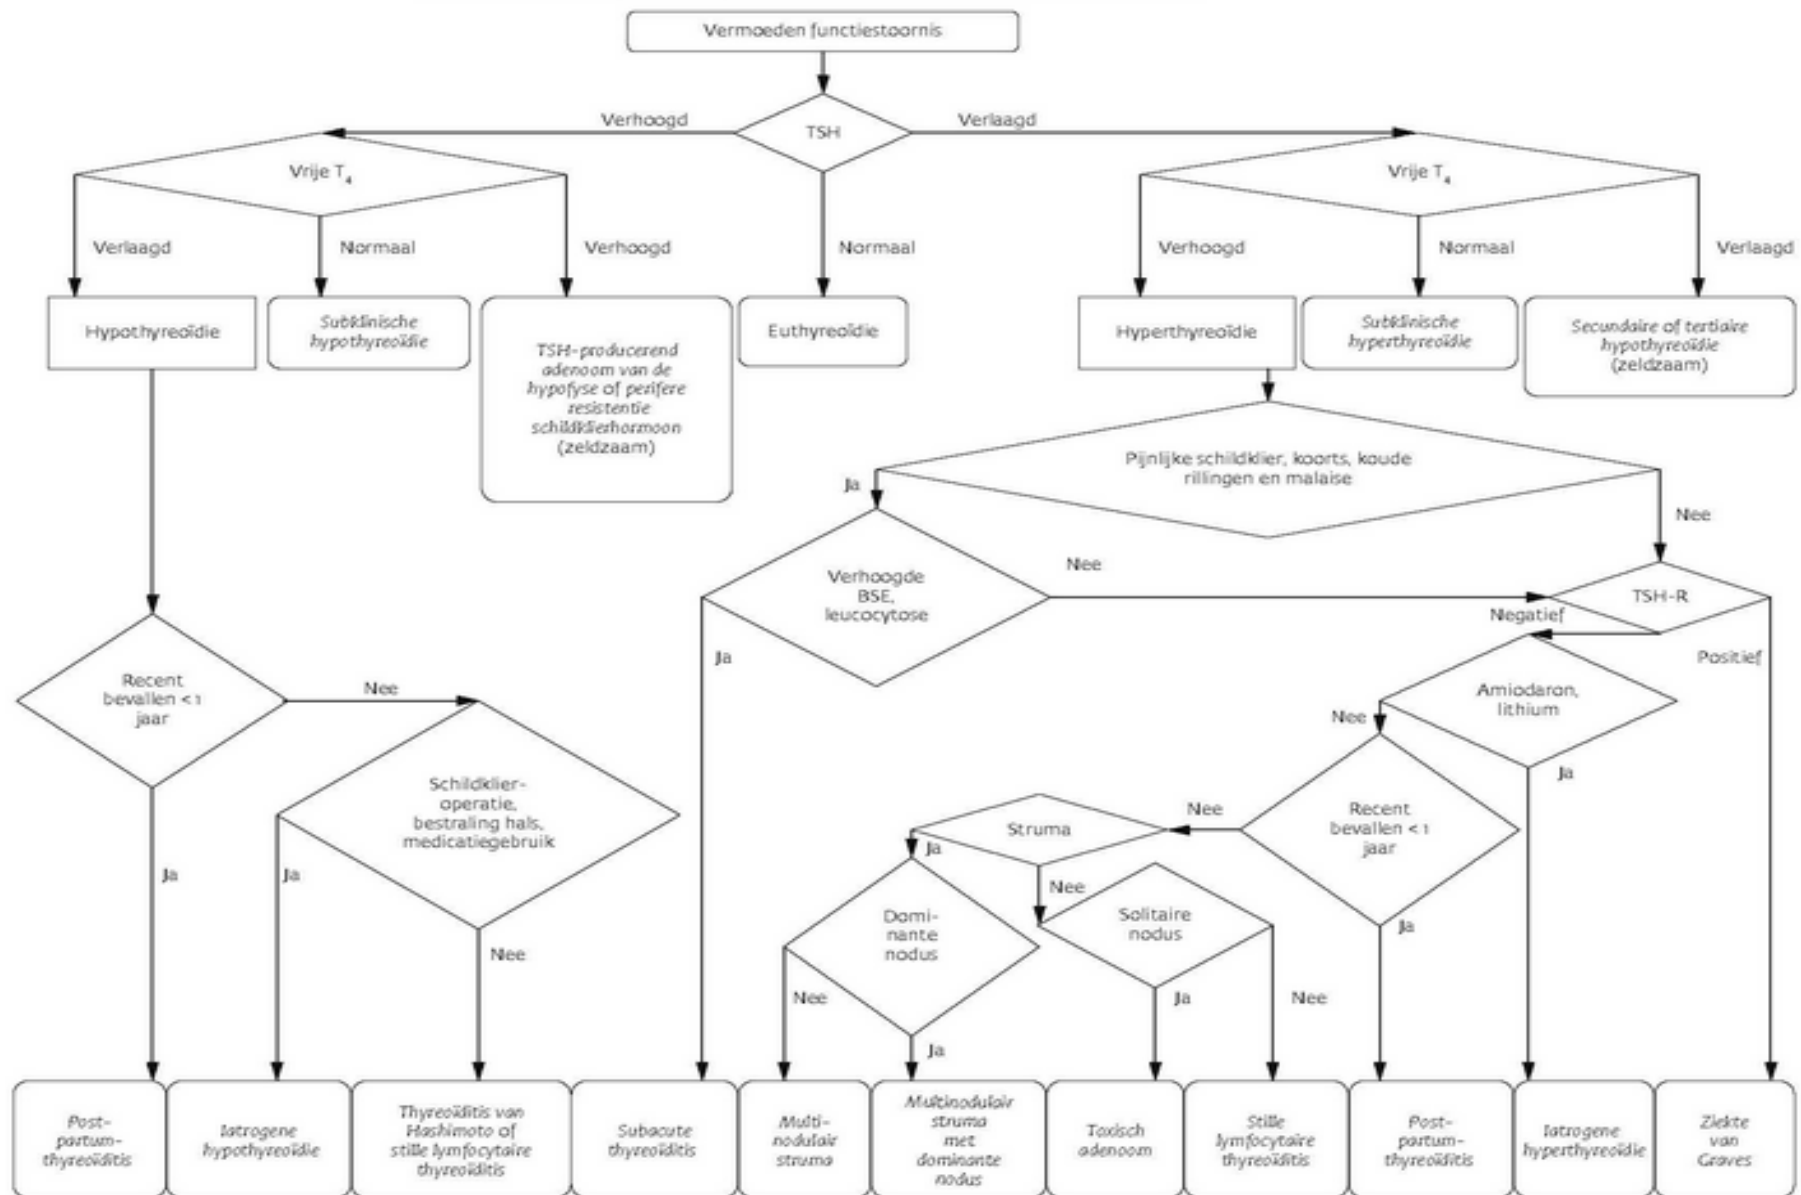 Vermoeden functiestoornis
Verhoogd
TSH
Verlaagd
Vrije T4
Vrije T4
Verlaagd
Normaal
Verhoogd
Normaal
Verhoogd
Normaal
Verlaagd
Hypothyreoïdie
Subklinische
hypothyreoïdie
TSH-producerend
adenoom van de
hypofyse of perifere
resistentie
schildklierhormoon
(zeldzaam)
Euthyreoïdie
Hyperthyreoïdie
Subklinische
hyperthyreoïdie
Secundaire of tertiaire
hypothyreoïdie
(zeldzaam)
Pijnlijke schildklier, koorts, koude
rillingen en malaise
Ja
Nee
Verhoogde
BSE,
leucocytose
Nee
TSH-R
Negatief
Ja
Positief
Recent
bevallen < 1
jaar
Nee
Amiodaron,
lithium
Nee
Ja
Schildklier-
operatie,
bestraling hals,
medicatiegebruik
Recent
bevallen < 1
jaar
Nee
Struma
Ja
Nee
Ja
Ja
Nee
Domi-
nante
nodus
Solitaire
nodus
Ja
Nee
Ja
Ja
Nee
Post-
partum-
thyreoïditis
Iatrogene
hypothyreoïdie
Thyreoïditis van
Hashimoto of
stille lymfocytaire
thyreoïditis
Subacute
thyreoïditis
Multi-
nodulair
struma
Multinodulair
struma
met
dominante
nodus
Toxisch
adenoom
Stille
lymfocytaire
thyreoïditis
Post-
partum-
thyreoïditis
Iatrogene
hyperthyreoïdie
Ziekte
van
Graves